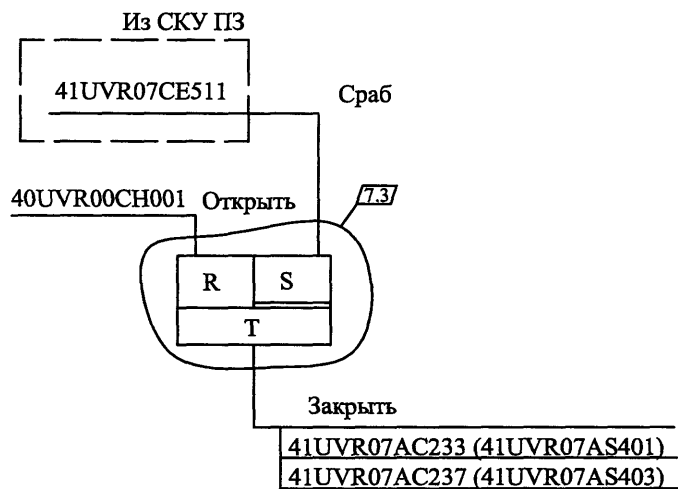 Из СКУ ПЗ
41UVR07CE511
Сраб
40UVR00CH001 Открыть
7.3
R S
T
Закрыть
41UVR07AC233 (41UVR07AS401)
41UVR07AC237 (41UVR07AS403)